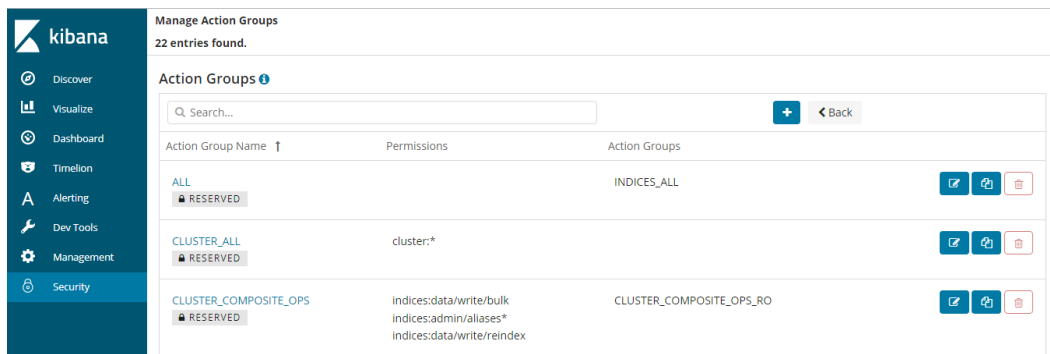 kibana
Discover
Visualize
Dashboard
Timelion
Alerting
Dev Tools
Management
Security
Manage Action Groups
22 entries found.
Action Groups
Search...
Back
Action Group Name Permissions Action Groups
ALL INDICES_ALL
RESERVED
CLUSTER_ALL cluster:*
RESERVED
CLUSTER_COMPOSITE_OPS indices:data/write/bulk CLUSTER_COMPOSITE_OPS_RO
RESERVED indices:admin/aliases*
indices:data/write/reindex